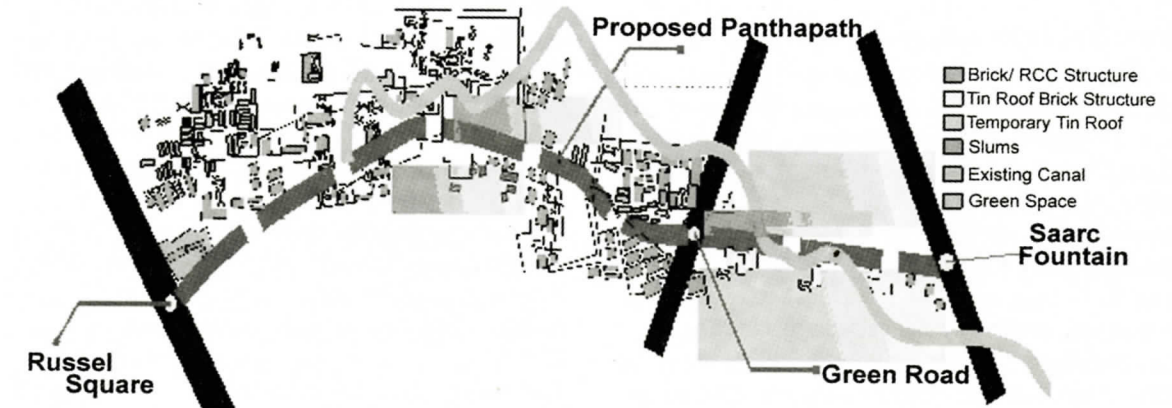 Proposed Panthapath
Brick/ RCC Structure
Tin Roof Brick Structure
Temporary Tin Roof
Slums
Existing Canal
Green Space
Saarc
Fountain
Russel
Square
Green Road